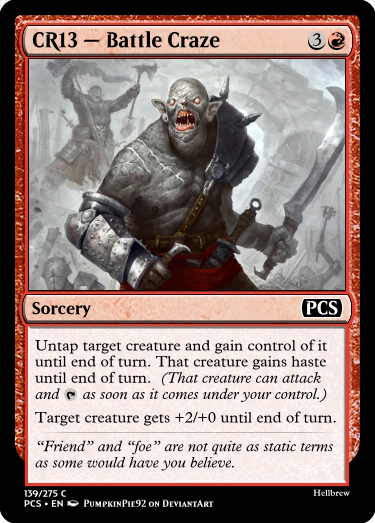 CR13 — Battle Craze 3
Sorcery PCS
Untap target creature and gain control of it
until end of turn. That creature gains haste
until end of turn. (That creature can attack
and as soon as it comes under your control.)
Target creature gets +2/+0 until end of turn.
“Friend” and “foe” are not quite as static terms
as some would have you believe.
139/275 C Hellbrew
PCS • EN PumpkinPie92 on DeviantArt